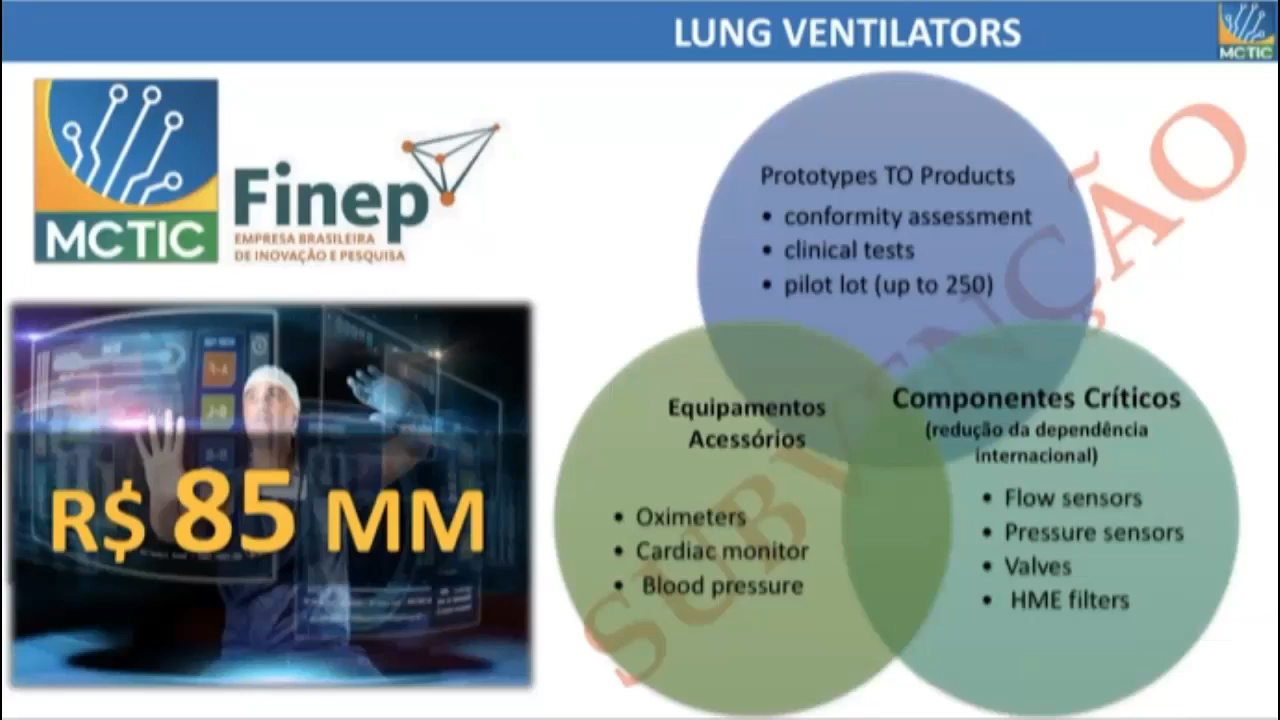 LUNG VENTILATORS
MCTIC
MCTIC
Finep
EMPRESA BRASILEIRA
DE INOVAÇÃO E PESQUISA
R$ 85 MM
Prototypes TO Products
• conformity assessment
• clinical tests
• pilot lot (up to 250)
Equipamentos
Acessórios
• Oximeters
• Cardiac monitor
• Blood pressure
Componentes Críticos
(redução da dependência
internacional)
• Flow sensors
• Pressure sensors
• Valves
• HME filters
SUBVENÇÃO